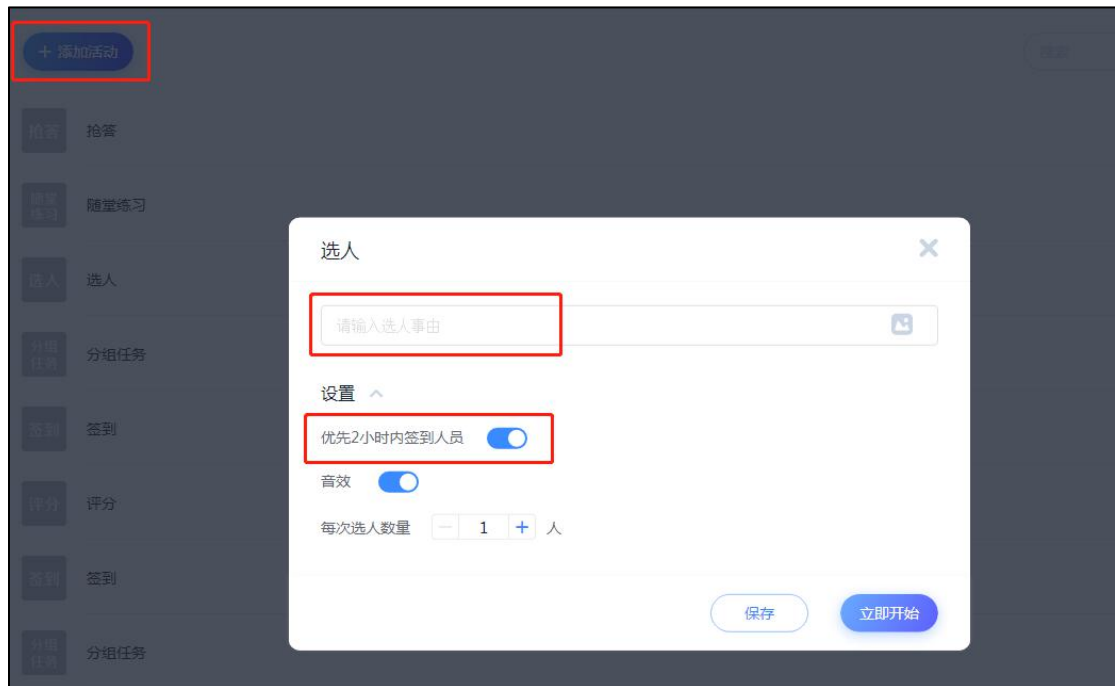 + 添加活动
搜索
抢答 抢答
随堂
练习
随堂练习
选人 选人
分组
任务
分组任务
签到 签到
评分 评分
签到 签到
分组
任务
分组任务
选人
请输入选人事由
设置
优先2小时内签到人员
音效
每次选人数量 － 1 + 人
保存 立即开始